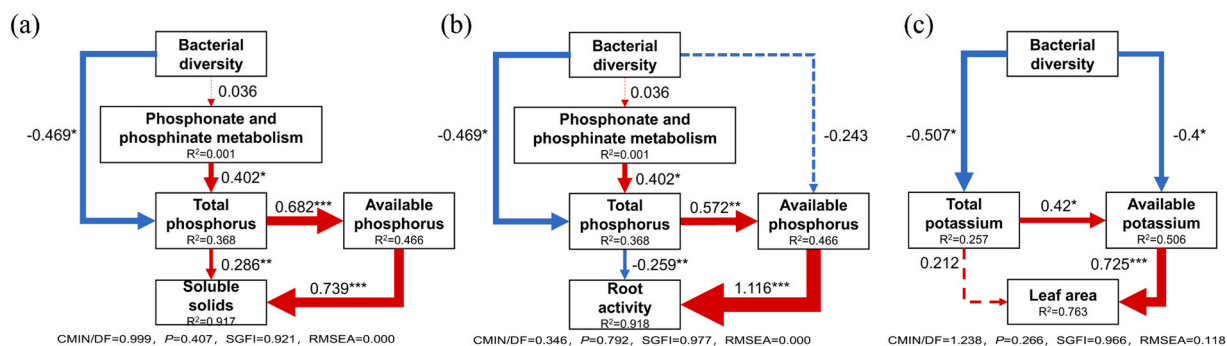 (a)
Bacterial
diversity
0.036
-0.469*
Phosphonate and
phosphinate metabolism
R²=0.001
0.402*
Total
phosphorus
R²=0.368
0.682***
Available
phosphorus
R²=0.466
0.286**
0.739***
Soluble
solids
R²=0.917
CMIN/DF=0.999, P=0.407, SGFI=0.921, RMSEA=0.000
(b)
Bacterial
diversity
0.036
-0.469*
-0.243
Phosphonate and
phosphinate metabolism
R²=0.001
0.402*
Total
phosphorus
R²=0.368
0.572**
Available
phosphorus
R²=0.466
-0.259**
1.116***
Root
activity
R²=0.918
CMIN/DF=0.346, P=0.792, SGFI=0.977, RMSEA=0.000
(c)
Bacterial
diversity
-0.507*
-0.4*
Total
potassium
R²=0.257
0.42*
Available
potassium
R²=0.506
0.212
0.725***
Leaf area
R²=0.763
CMIN/DF=1.238, P=0.266, SGFI=0.966, RMSEA=0.118